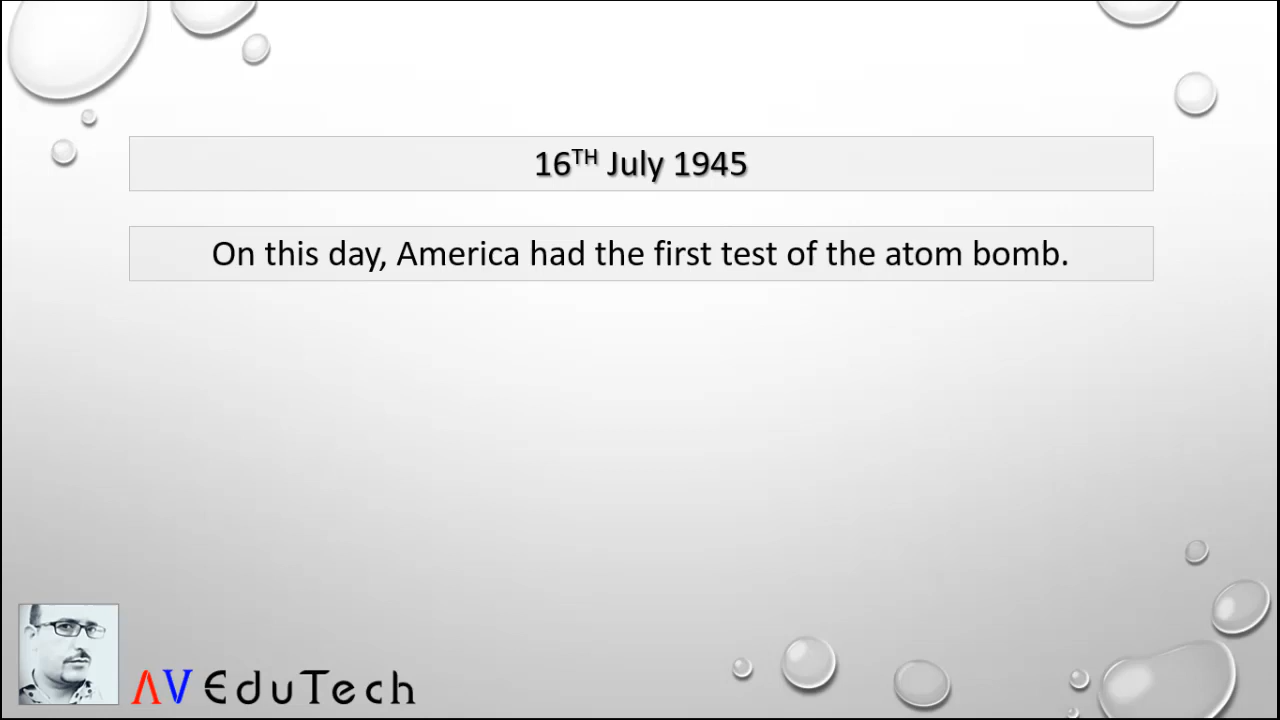 16TH July 1945
On this day, America had the first test of the atom bomb.
AV EduTech